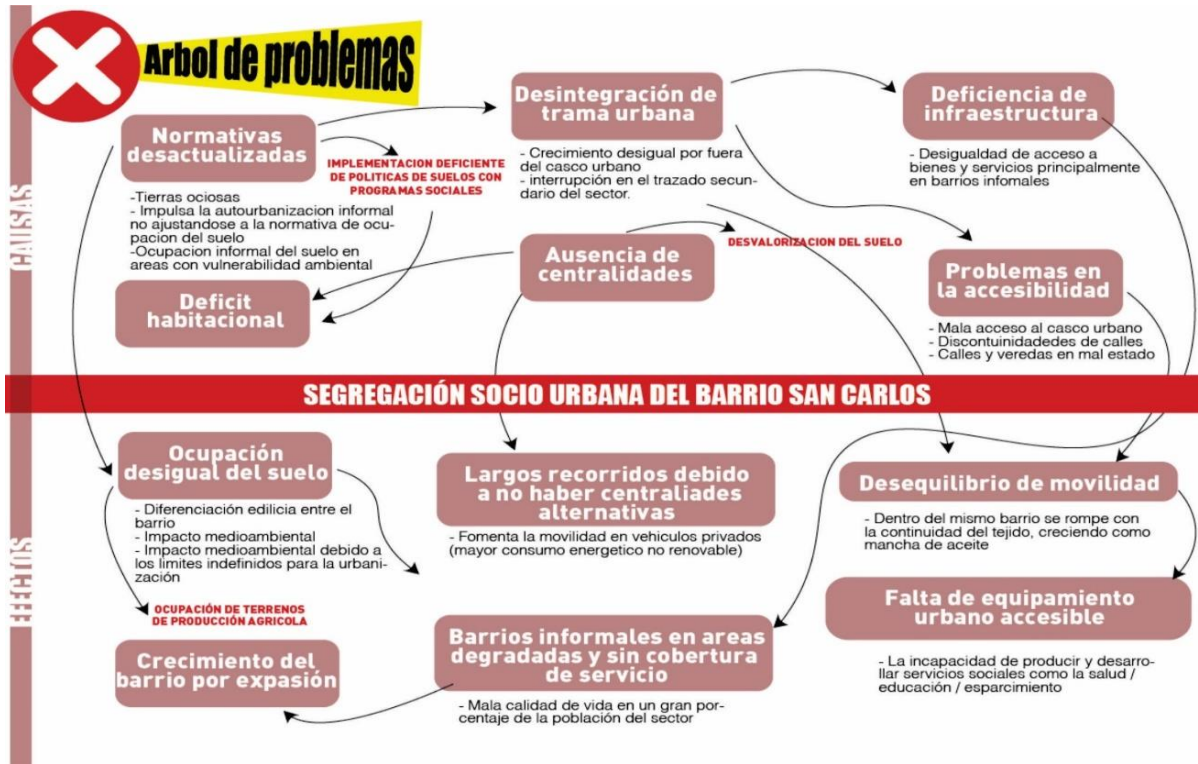 Arbol de problemas
CAUSAS
Normativas
desactualizadas
-Tierras ociosas
- Impulsa la autourbanizacion informal
no ajustandose a la normativa de ocu-
pacion del suelo
-Ocupacion informal del suelo en
areas con vulnerabilidad ambiental
IMPLEMENTACION DEFICIENTE
DE POLITICAS DE SUELOS CON
PROGRAMAS SOCIALES
Deficit
habitacional
Desintegración de
trama urbana
- Crecimiento desigual por fuera
del casco urbano
- interrupción en el trazado secun-
dario del sector.
Ausencia de
centralidades
DESVALORIZACION DEL SUELO
Deficiencia de
infraestructura
- Desigualdad de acceso a
bienes y servicios principalmente
en barrios infomales
Problemas en
la accesibilidad
- Mala acceso al casco urbano
- Discontuinidadedes de calles
- Calles y veredas en mal estado
SEGREGACIÓN SOCIO URBANA DEL BARRIO SAN CARLOS
EFECTOS
Ocupación
desigual del suelo
- Diferenciación edilicia entre el
barrio
- Impacto medioambiental
- Impacto medioambiental debido a
los limites indefinidos para la urbani-
zación
OCUPACIÓN DE TERRENOS
DE PRODUCCIÓN AGRICOLA
Crecimiento del
barrio por expasión
Largos recorridos debido
a no haber centraliades
alternativas
- Fomenta la movilidad en vehiculos privados
(mayor consumo energetico no renovable)
Barrios informales en areas
degradadas y sin cobertura
de servicio
- Mala calidad de vida en un gran por-
centaje de la población del sector
Desequilibrio de movilidad
- Dentro del mismo barrio se rompe con
la continuidad del tejido, creciendo como
mancha de aceite
Falta de equipamiento
urbano accesible
- La incapacidad de producir y desarro-
llar servicios sociales como la salud /
educación / esparcimiento